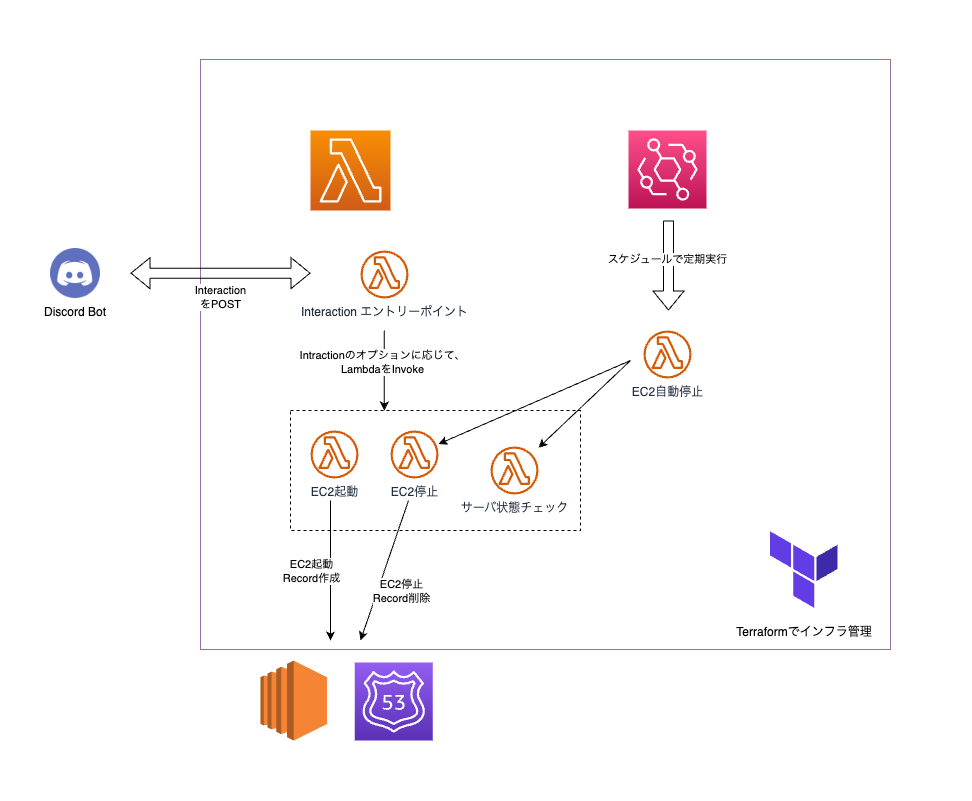 スケジュールで定期実行
Interaction
をPOST
Discord Bot
Interaction エントリーポイント
Intractionのオプションに応じて、
LambdaをInvoke
EC2自動停止
EC2起動
EC2停止
サーバ状態チェック
EC2起動
Record作成
EC2停止
Record削除
Terraformでインフラ管理
53